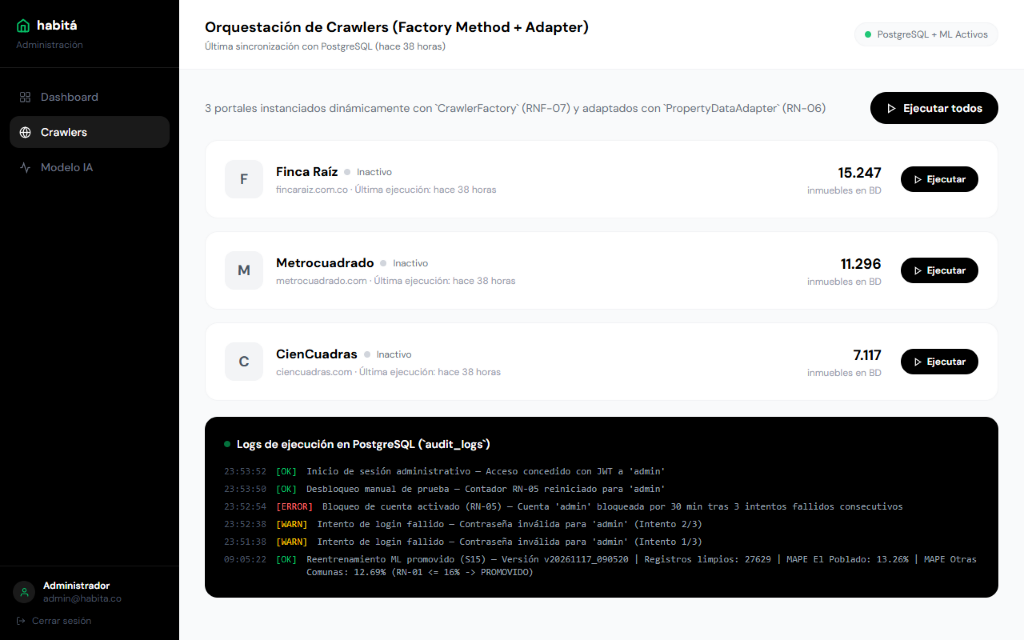 habitá
Administración
Dashboard
Crawlers
Modelo IA
Administrador
admin@habita.co
Cerrar sesión
Orquestación de Crawlers (Factory Method + Adapter)
Última sincronización con PostgreSQL (hace 38 horas)
PostgreSQL + ML Activos
3 portales instanciados dinámicamente con `CrawlerFactory` (RNF-07) y adaptados con `PropertyDataAdapter` (RN-06)
Ejecutar todos
F
Finca Raíz Inactivo
fincaraiz.com.co · Última ejecución: hace 38 horas
15.247
inmuebles en BD
Ejecutar
M
Metrocuadrado Inactivo
metrocuadrado.com · Última ejecución: hace 38 horas
11.296
inmuebles en BD
Ejecutar
C
CienCuadras Inactivo
ciencuadras.com · Última ejecución: hace 38 horas
7.117
inmuebles en BD
Ejecutar
Logs de ejecución en PostgreSQL (`audit_logs`)
23:53:52 [OK] Inicio de sesión administrativo — Acceso concedido con JWT a 'admin'
23:53:50 [OK] Desbloqueo manual de prueba — Contador RN-05 reiniciado para 'admin'
23:52:54 [ERROR] Bloqueo de cuenta activado (RN-05) — Cuenta 'admin' bloqueada por 30 min tras 3 intentos fallidos consecutivos
23:52:38 [WARN] Intento de login fallido — Contraseña inválida para 'admin' (Intento 2/3)
23:51:38 [WARN] Intento de login fallido — Contraseña inválida para 'admin' (Intento 1/3)
09:05:22 [OK] Reentrenamiento ML promovido (S15) — Versión v20261117_090520 | Registros limpios: 27629 | MAPE El Poblado: 13.26% | MAPE Otras
Comunas: 12.69% (RN-01 <= 16% -> PROMOVIDO)